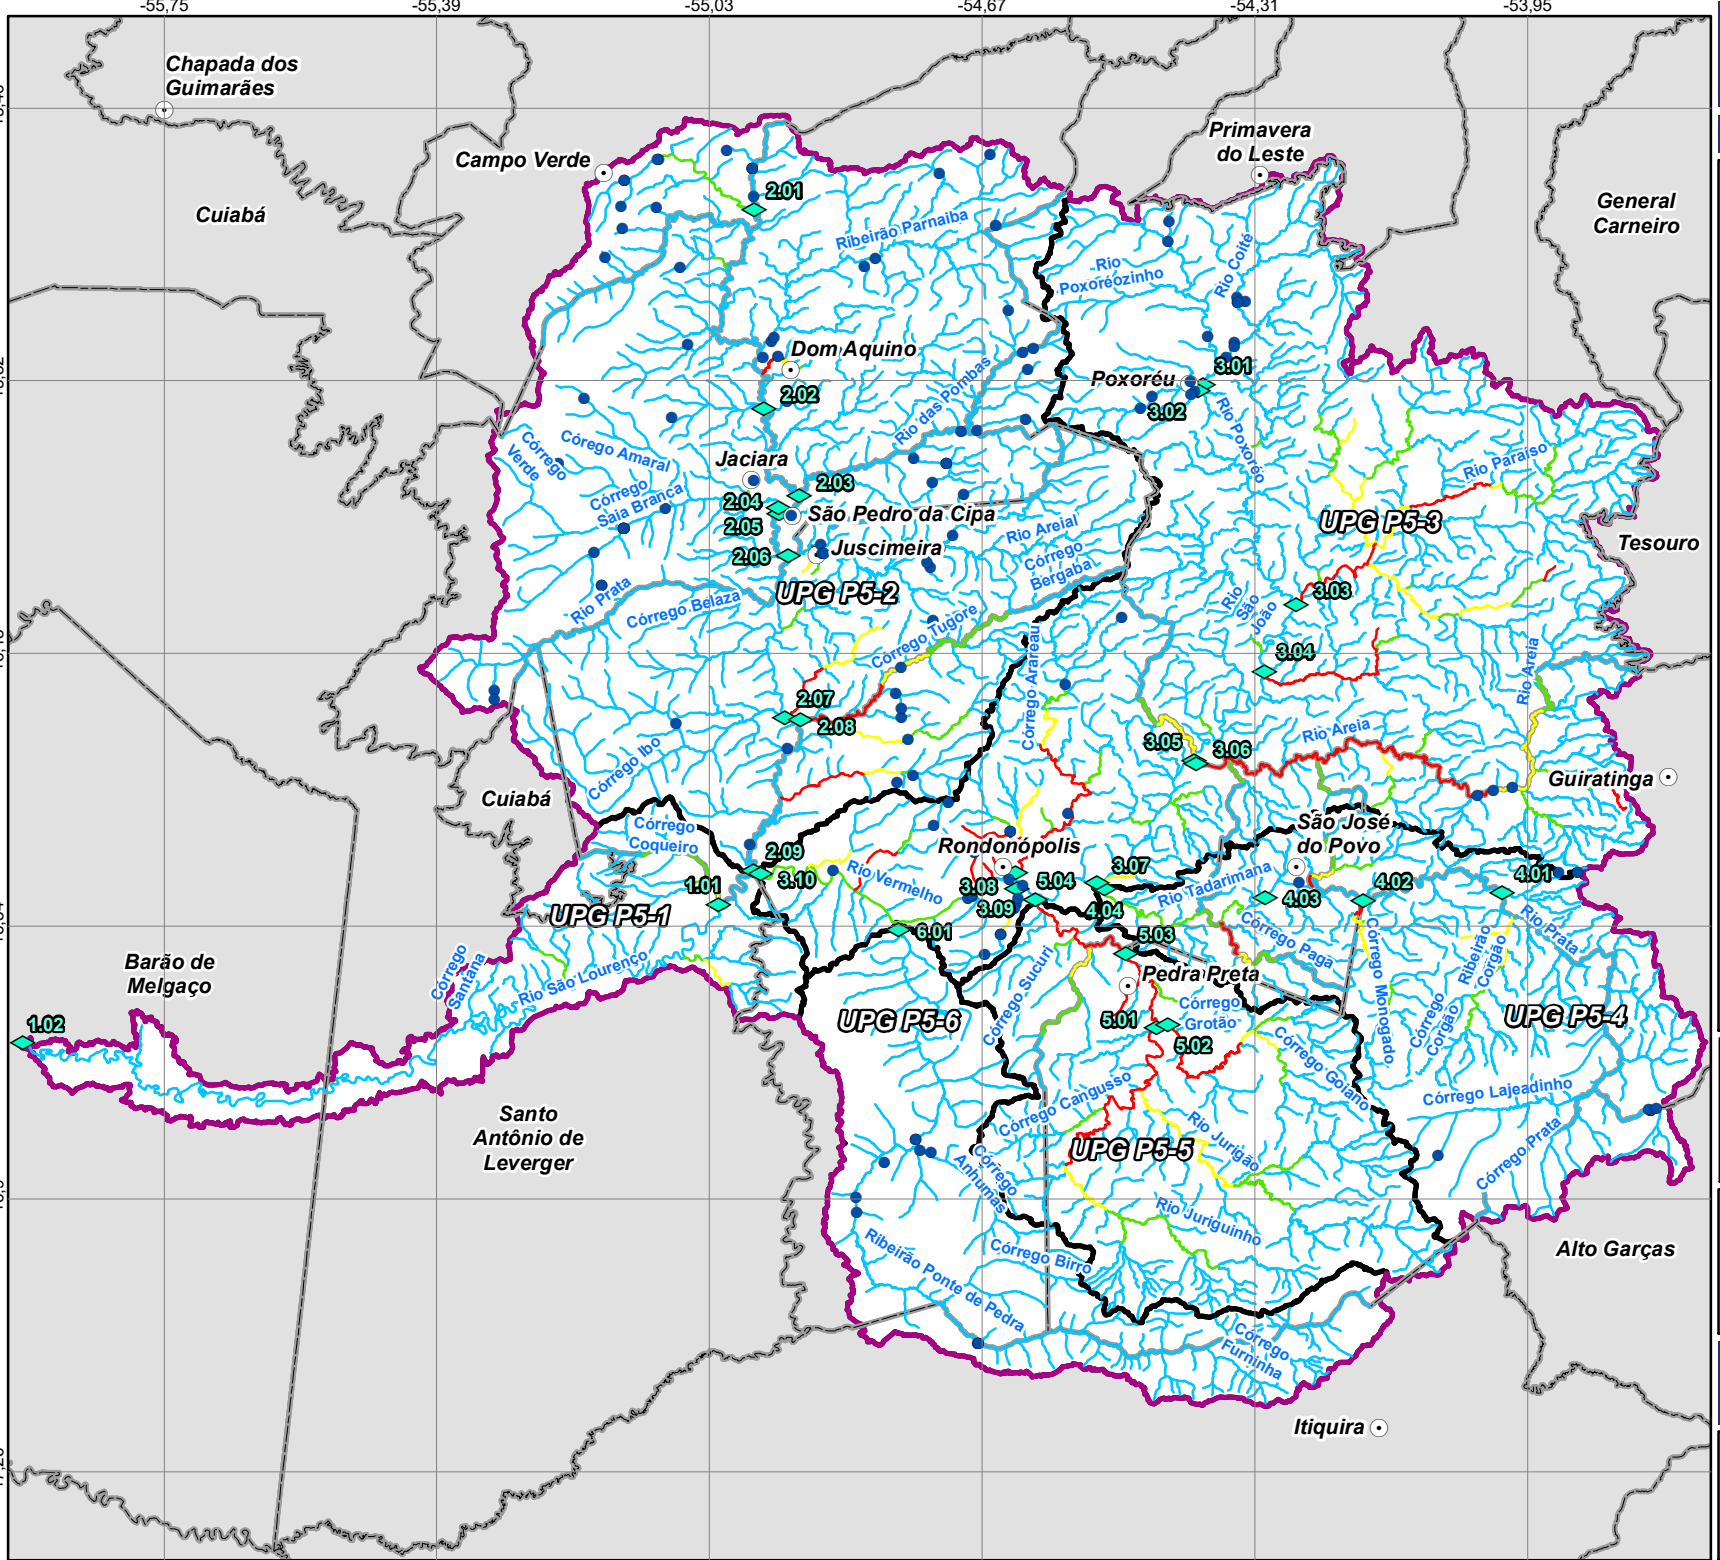 -55,75
-55,39
-55,03
-54,67
-54,31
-53,95
Chapada dos
Guimarães
Campo Verde
Primavera
do Leste
Cuiabá
General
Carneiro
2.01
Ribeirão Parnaiba
Rio
Poxoréozinho
Rio Coité
Dom Aquino
2.02
Rio das Pombas
Poxoréu
3.01
3.02
Rio Poxoréo
Córrego
Verde
Córego Amaral
Córrego
Saia Branca
Jaciara
2.03
2.04
2.05
São Pedro da Cipa
2.06
Juscimeira
Rio Areial
Córrego
Bergaba
Rio Paraíso
UPG P5-3
Tesouro
Rio Prata
Córrego Belaza
UPG P5-2
Córrego Tugore
Córrego Arareau
Rio
São
João
3.03
3.04
Rio Areia
2.07
2.08
Córrego Ibo
3.05
3.06
Rio Areia
Guiratinga
Cuiabá
Córrego
Coqueiro
2.09
3.10
1.01
UPG P5-1
Rondonópolis
Rio Vermelho
3.08
3.09
5.04
3.07
4.04
São José
do Povo
Rio Tadarimana
4.03
4.02
4.01
6.01
5.03
Córrego Paga
Córrego Monogado
Ribeirão
Corgão
Córrego
Corgão
Rio Prata
Barão de
Melgaço
Córrego
Santana
Rio São Lourenço
1.02
UPG P5-6
Córrego Sucuri
Pedra Preta
5.01
Córrego
Grotão
5.02
Córrego Goiano
UPG P5-4
Córrego Lajeadinho
Córrego Prata
Santo
Antônio de
Leverger
Córrego Cangusso
UPG P5-5
Rio Jurigão
Córrego
Anhumas
Rio Juriguinho
Ribeirão Ponte de Pedra
Córrego Birro
Córrego
Furninha
Alto Garças
Itiquira